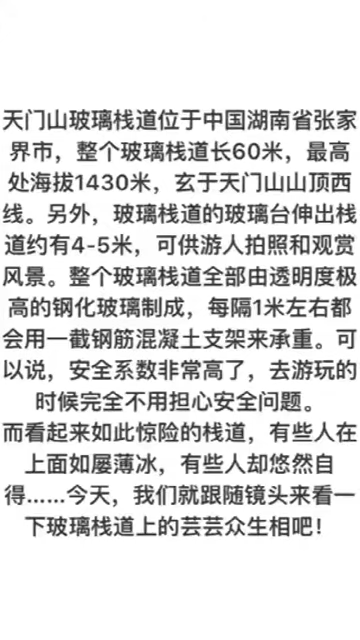 天门山玻璃栈道位于中国湖南省张家
界市，整个玻璃栈道长60米，最高
处海拔1430米，玄于天门山山顶西
线。另外，玻璃栈道的玻璃台伸出栈
道约有4-5米，可供游人拍照和观赏
风景。整个玻璃栈道全部由透明度极
高的钢化玻璃制成，每隔1米左右都
会用一截钢筋混凝土支架来承重。可
以说，安全系数非常高了，去游玩的
时候完全不用担心安全问题。
而看起来如此惊险的栈道，有些人在
上面如屡薄冰，有些人却悠然自
得……今天，我们就跟随镜头来看一
下玻璃栈道上的芸芸众生相吧！